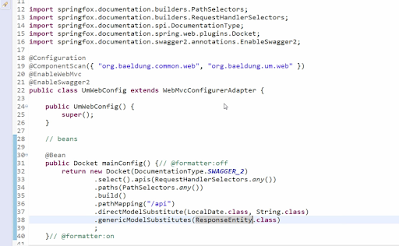 12 import springfox.documentation.builders.PathSelectors;
13 import springfox.documentation.builders.RequestHandlerSelectors;
14 import springfox.documentation.spi.DocumentationType;
15 import springfox.documentation.spring.web.plugins.Docket;
16 import springfox.documentation.swagger2.annotations.EnableSwagger2;
17
18 @Configuration
19 @ComponentScan({ "org.baeldung.common.web", "org.baeldung.um.web" })
20 @EnableWebMvc
21 @EnableSwagger2
22 public class UmWebConfig extends WebMvcConfigurerAdapter {
23
24 public UmWebConfig() {
25 super();
26 }
27
28 // beans
29
30 @Bean
31 public Docket mainConfig() {// @formatter:off
32 return new Docket(DocumentationType.SWAGGER_2)
33 .select().apis(RequestHandlerSelectors.any())
34 .paths(PathSelectors.any())
35 .build()
36 .pathMapping("/api")
37 .directModelSubstitute(LocalDate.class, String.class)
38 .genericModelSubstitutes(ResponseEntity.class)
39 ;
40 }// @formatter:on